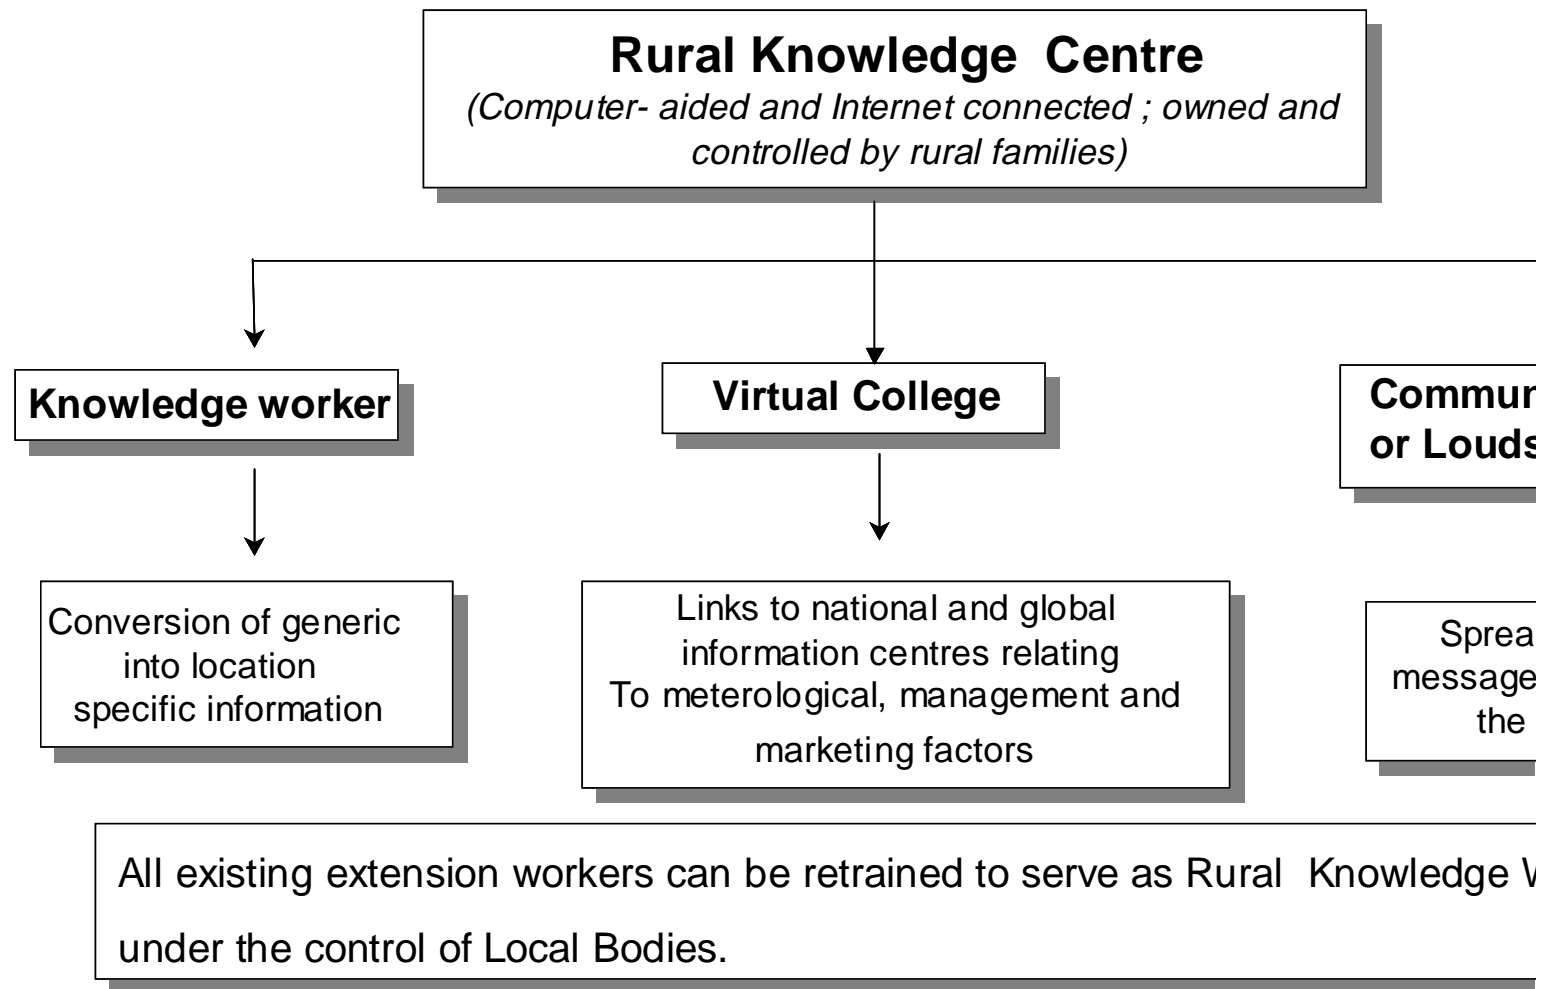 Rural Knowledge Centre
(Computer- aided and Internet connected ; owned and
controlled by rural families)
Knowledge worker
Virtual College
or
Conversion of generic
into location
specific information
Links to national and global
information centres relating
To meterological, management and
marketing factors
message
the
All existing extension workers can be retrained to serve as Rural Knowledge
under the control of Local Bodies.